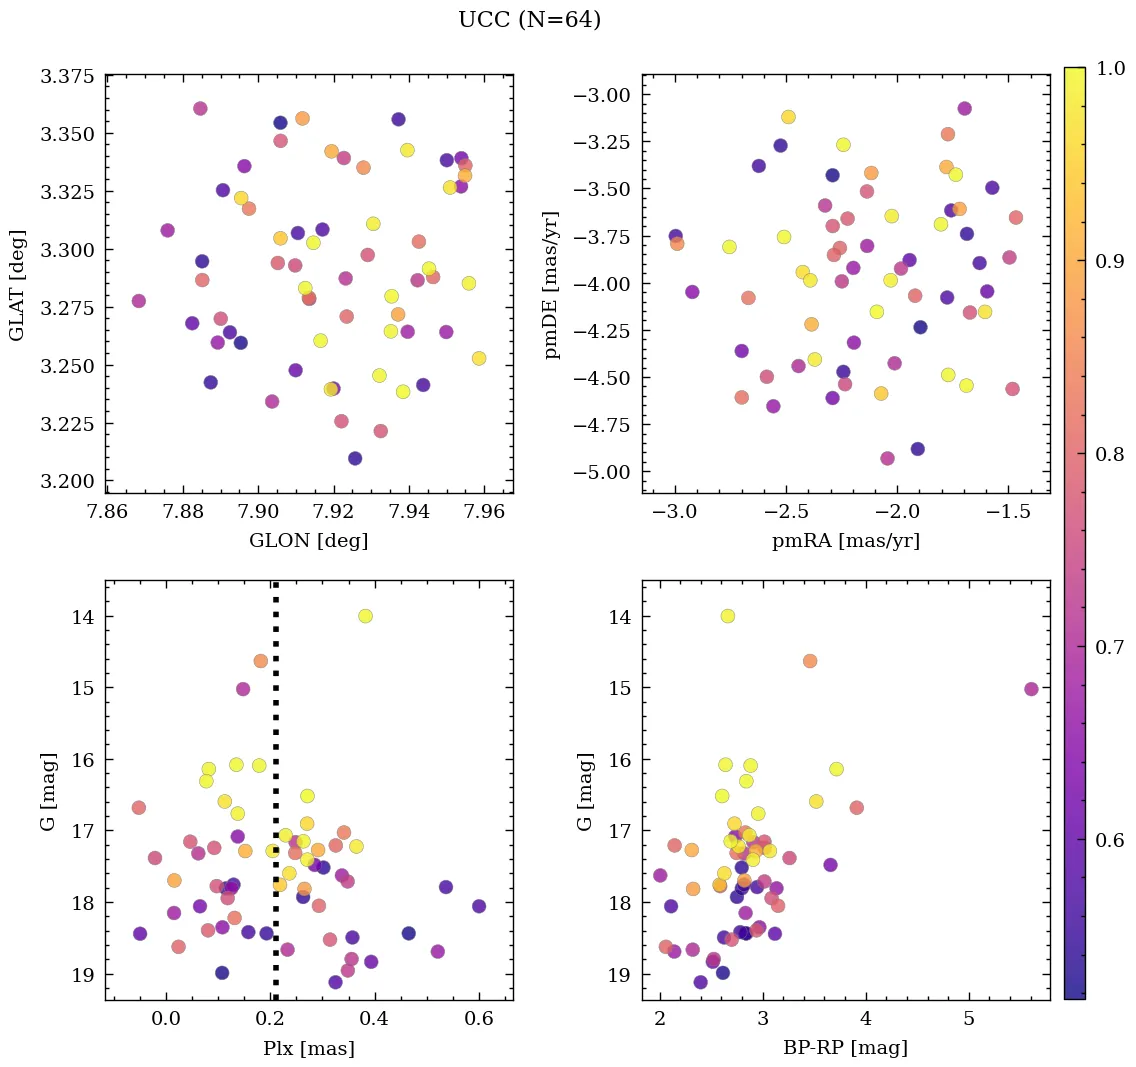 UCC (N=64)
3.375
3.350
3.325
3.300
3.275
3.250
3.225
3.200
GLAT [deg]
7.86 7.88 7.90 7.92 7.94 7.96
GLON [deg]
−3.00
−3.25
−3.50
−3.75
−4.00
−4.25
−4.50
−4.75
−5.00
pmDE [mas/yr]
−3.0 −2.5 −2.0 −1.5
pmRA [mas/yr]
14
15
16
17
18
19
G [mag]
0.0 0.2 0.4 0.6
Plx [mas]
14
15
16
17
18
19
G [mag]
2 3 4 5
BP-RP [mag]
1.0
0.9
0.8
0.7
0.6